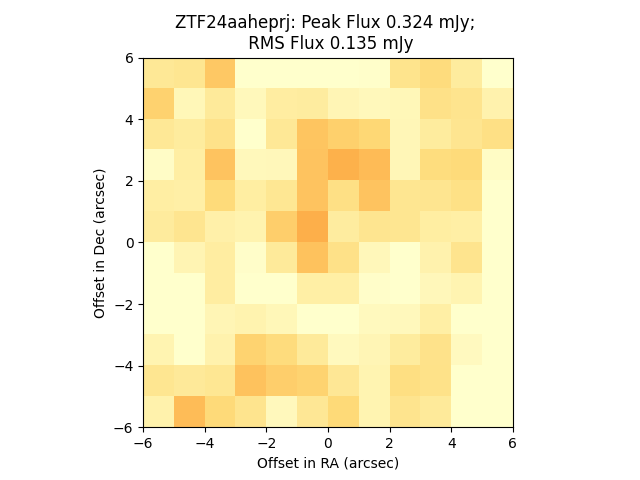 ZTF24aaheprj: Peak Flux 0.324 mJy;
RMS Flux 0.135 mJy
6
4
2
0
−2
−4
−6
Offset in Dec (arcsec)
−6 −4 −2 0 2 4 6
Offset in RA (arcsec)